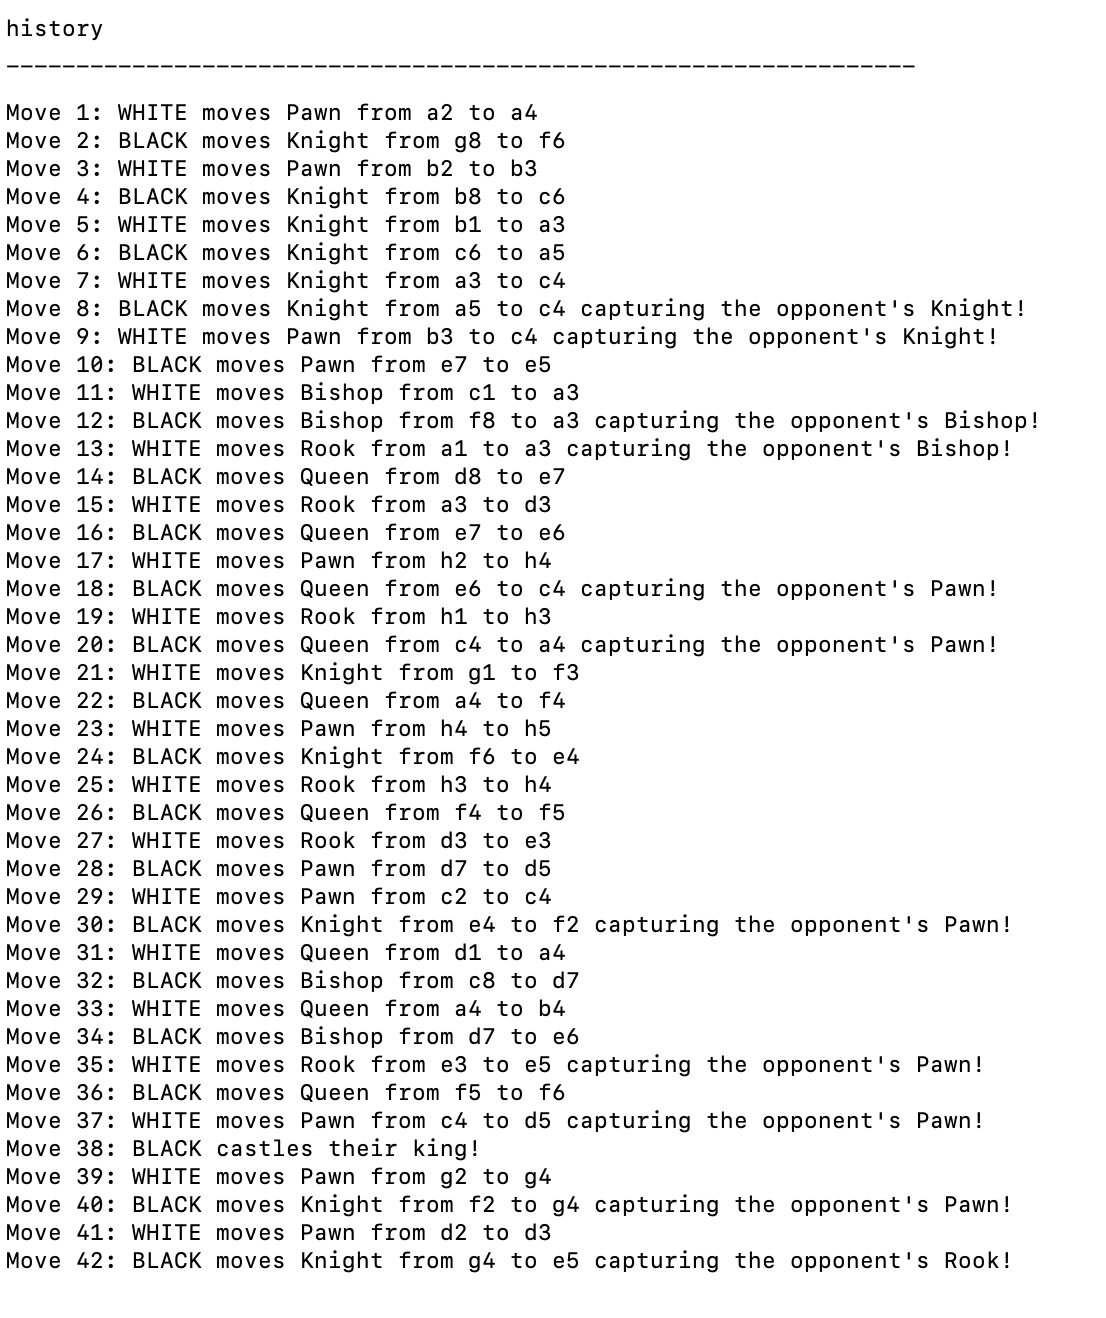 history
_________________________________________________________________
Move 1: WHITE moves Pawn from a2 to a4
Move 2: BLACK moves Knight from g8 to f6
Move 3: WHITE moves Pawn from b2 to b3
Move 4: BLACK moves Knight from b8 to c6
Move 5: WHITE moves Knight from b1 to a3
Move 6: BLACK moves Knight from c6 to a5
Move 7: WHITE moves Knight from a3 to c4
Move 8: BLACK moves Knight from a5 to c4 capturing the opponent's Knight!
Move 9: WHITE moves Pawn from b3 to c4 capturing the opponent's Knight!
Move 10: BLACK moves Pawn from e7 to e5
Move 11: WHITE moves Bishop from c1 to a3
Move 12: BLACK moves Bishop from f8 to a3 capturing the opponent's Bishop!
Move 13: WHITE moves Rook from a1 to a3 capturing the opponent's Bishop!
Move 14: BLACK moves Queen from d8 to e7
Move 15: WHITE moves Rook from a3 to d3
Move 16: BLACK moves Queen from e7 to e6
Move 17: WHITE moves Pawn from h2 to h4
Move 18: BLACK moves Queen from e6 to c4 capturing the opponent's Pawn!
Move 19: WHITE moves Rook from h1 to h3
Move 20: BLACK moves Queen from c4 to a4 capturing the opponent's Pawn!
Move 21: WHITE moves Knight from g1 to f3
Move 22: BLACK moves Queen from a4 to f4
Move 23: WHITE moves Pawn from h4 to h5
Move 24: BLACK moves Knight from f6 to e4
Move 25: WHITE moves Rook from h3 to h4
Move 26: BLACK moves Queen from f4 to f5
Move 27: WHITE moves Rook from d3 to e3
Move 28: BLACK moves Pawn from d7 to d5
Move 29: WHITE moves Pawn from c2 to c4
Move 30: BLACK moves Knight from e4 to f2 capturing the opponent's Pawn!
Move 31: WHITE moves Queen from d1 to a4
Move 32: BLACK moves Bishop from c8 to d7
Move 33: WHITE moves Queen from a4 to b4
Move 34: BLACK moves Bishop from d7 to e6
Move 35: WHITE moves Rook from e3 to e5 capturing the opponent's Pawn!
Move 36: BLACK moves Queen from f5 to f6
Move 37: WHITE moves Pawn from c4 to d5 capturing the opponent's Pawn!
Move 38: BLACK castles their king!
Move 39: WHITE moves Pawn from g2 to g4
Move 40: BLACK moves Knight from f2 to g4 capturing the opponent's Pawn!
Move 41: WHITE moves Pawn from d2 to d3
Move 42: BLACK moves Knight from g4 to e5 capturing the opponent's Rook!